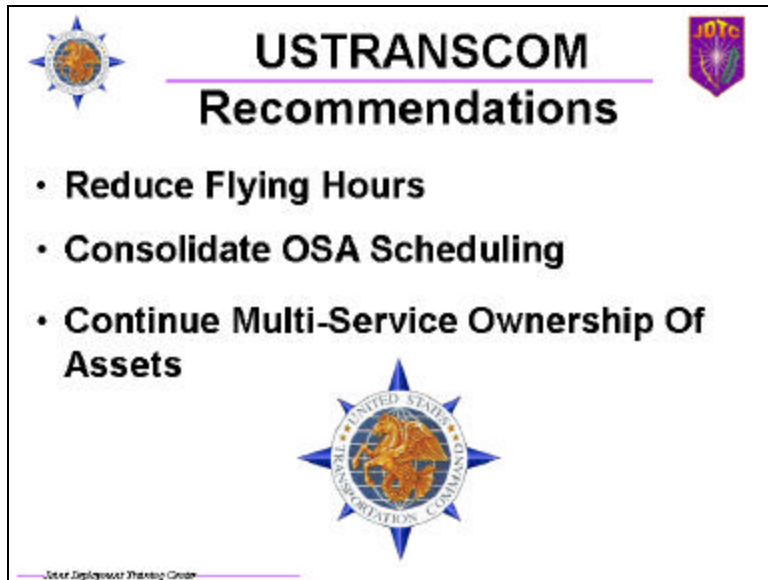 USTRANSCOM
JDTC
Recommendations
• Reduce Flying Hours
• Consolidate OSA Scheduling
• Continue Multi-Service Ownership Of
Assets
UNITED STATES
TRANSPORTATION COMMAND
Joint Deployment Training Center